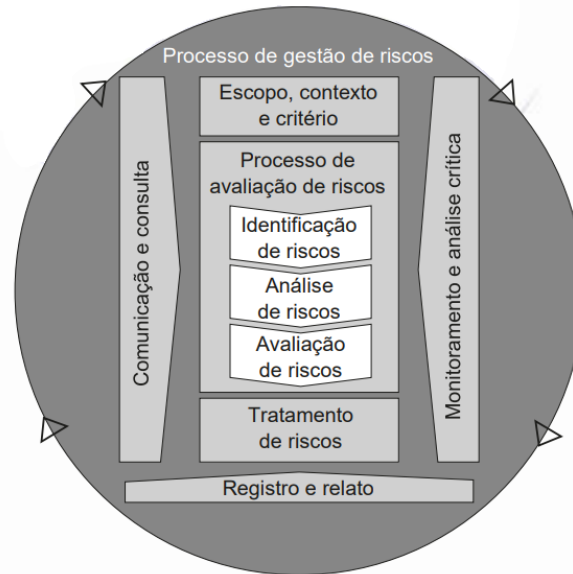 Processo de gestão de riscos
Escopo, contexto
e critério
Comunicação e consulta
Processo de
avaliação de riscos
Identificação
de riscos
Análise
de riscos
Avaliação
de riscos
Monitoramento e análise crítica
Tratamento
de riscos
Registro e relato